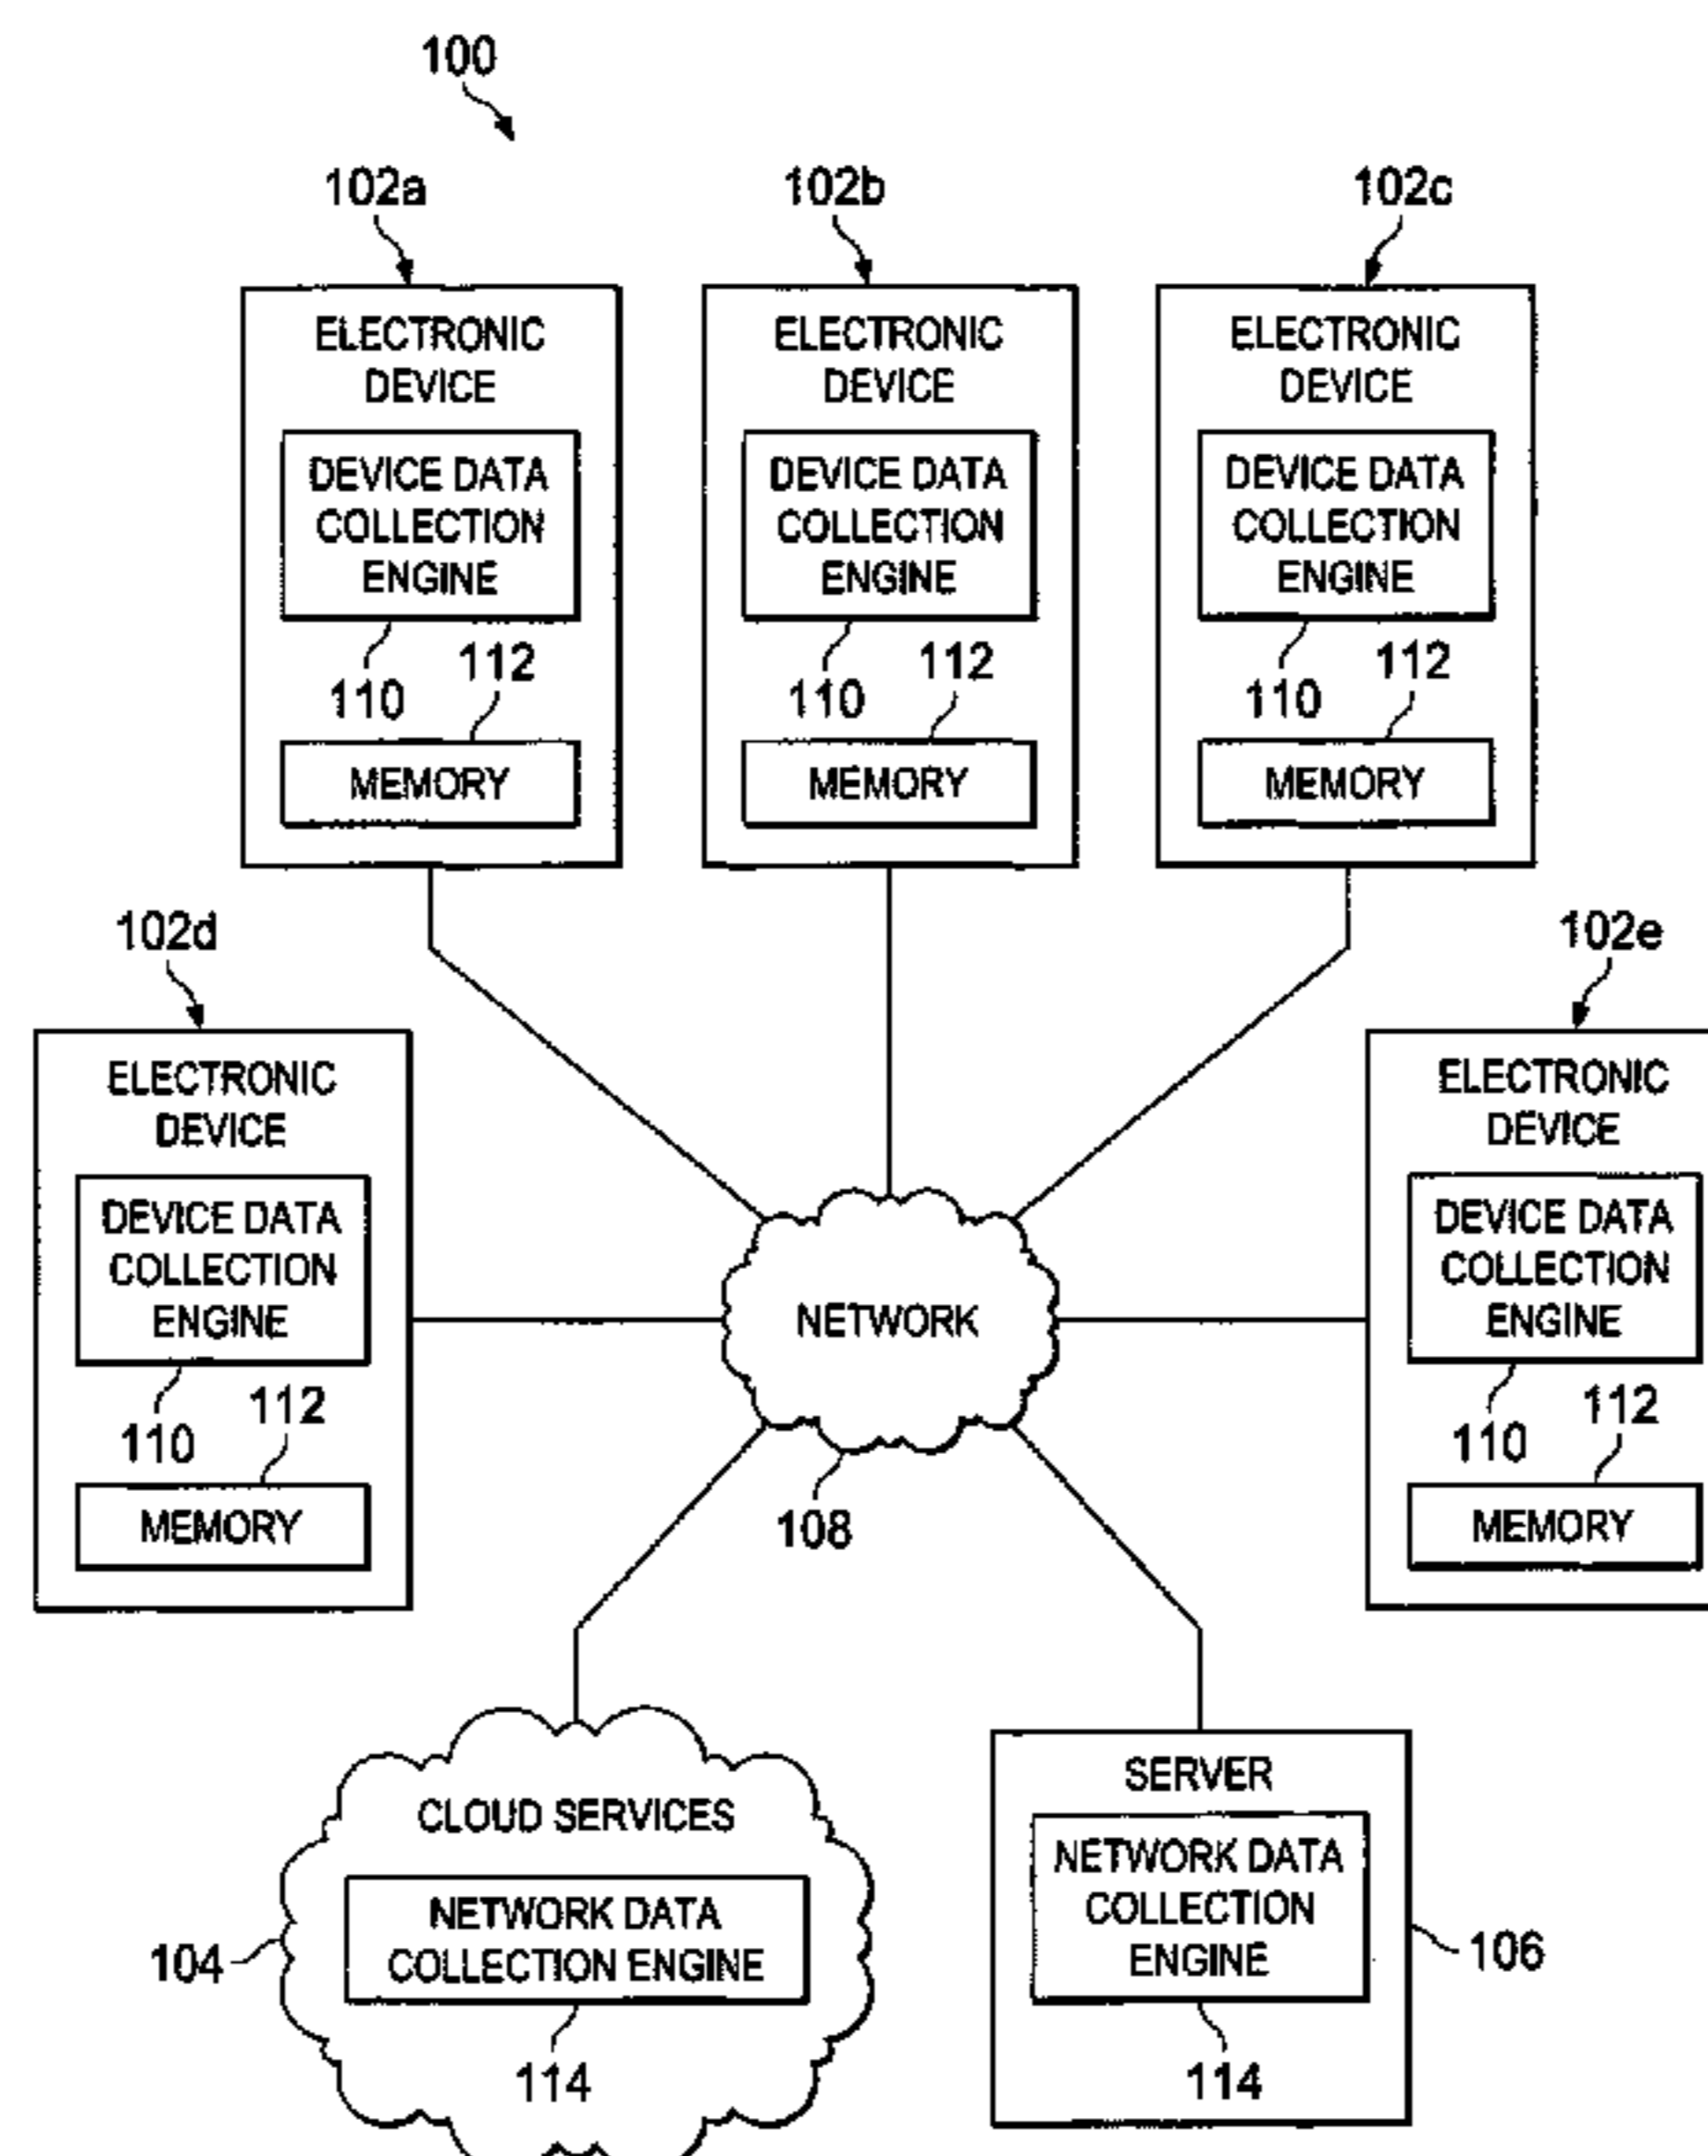 100
102a
102b
102c
ELECTRONIC
DEVICE
DEVICE DATA
COLLECTION
ENGINE
110
112
MEMORY
ELECTRONIC
DEVICE
DEVICE DATA
COLLECTION
ENGINE
110
112
MEMORY
ELECTRONIC
DEVICE
DEVICE DATA
COLLECTION
ENGINE
110
112
MEMORY
102d
ELECTRONIC
DEVICE
DEVICE DATA
COLLECTION
ENGINE
110
112
MEMORY
NETWORK
108
102e
ELECTRONIC
DEVICE
DEVICE DATA
COLLECTION
ENGINE
110
112
MEMORY
CLOUD SERVICES
NETWORK DATA
COLLECTION ENGINE
104
114
SERVER
NETWORK DATA
COLLECTION
ENGINE
106
114